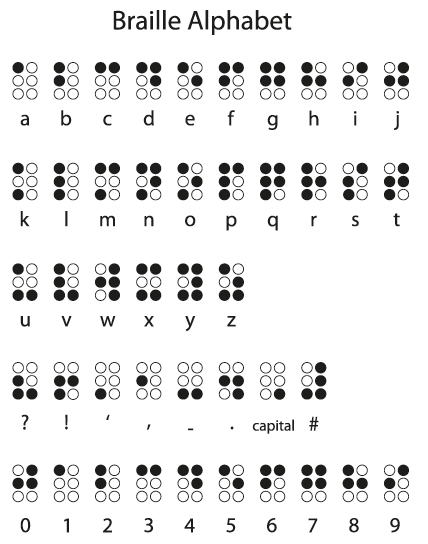 Braille Alphabet
a b c d e f g h i j
k l m n o p q r s t
u v w x y z
? ! ‘ , - . capital #
0 1 2 3 4 5 6 7 8 9